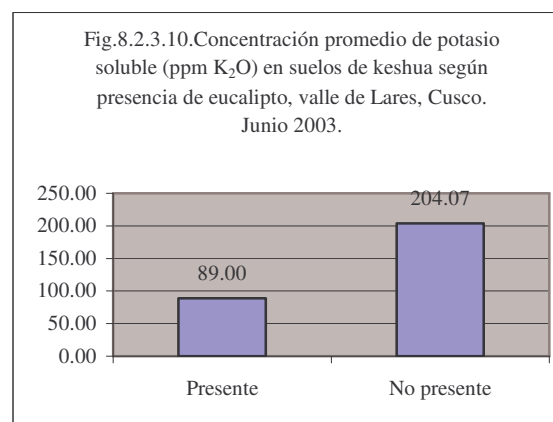 Fig.8.2.3.10.Concentración promedio de potasio
soluble (ppm K₂O) en suelos de keshua según
presencia de eucalipto, valle de Lares, Cusco.
Junio 2003.
250.00
200.00
150.00
100.00
50.00
0.00
89.00
204.07
Presente
No presente